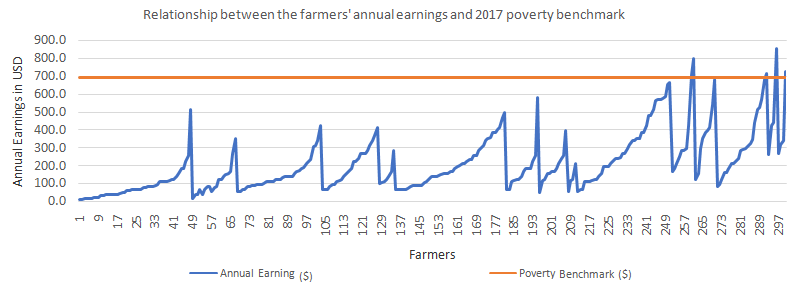 Relationship between the farmers' annual earnings and 2017 poverty benchmark
Annual Earnings in USD
900.0
800.0
700.0
600.0
500.0
400.0
300.0
200.0
100.0
0.0
1 9 17 25 33 41 49 57 65 73 81 89 97 105 113 121 129 137 145 153 161 169 177 185 193 201 209 217 225 233 241 249 257 265 273 281 289 297
Farmers
Annual Earning ($) Poverty Benchmark ($)